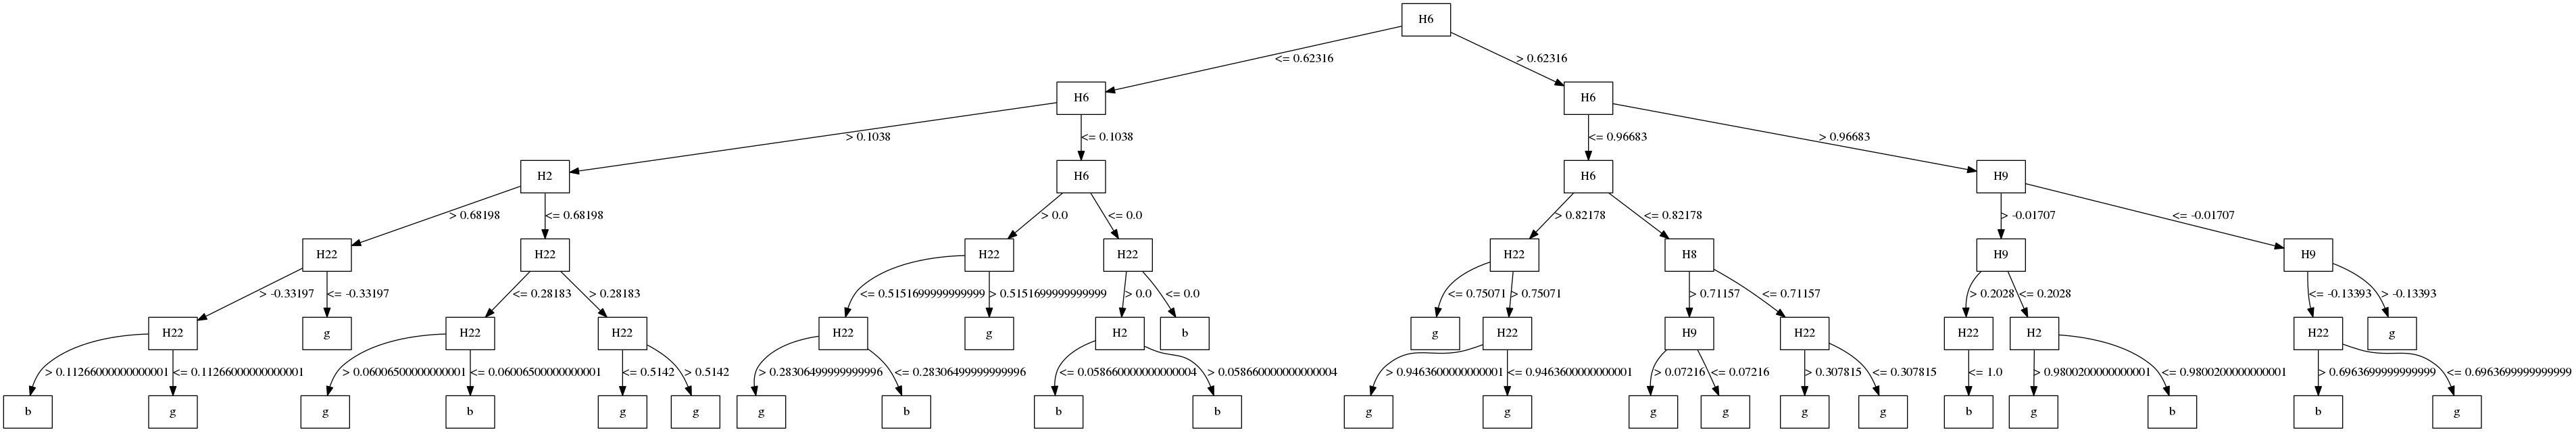 H6
<= 0.62316 > 0.62316
H6 H6
> 0.1038 <= 0.1038 <= 0.96683 > 0.96683
H2 H6 H6 H9
> 0.68198 <= 0.68198 > 0.0 <= 0.0 > 0.82178 <= 0.82178 > -0.01707 <= -0.01707
H22 H22 H22 H22 H22 H8 H9 H9
> -0.33197 <= -0.33197 <= 0.28183 > 0.28183 <= 0.5151699999999999 > 0.5151699999999999 > 0.0 <= 0.0 <= 0.75071 > 0.75071 > 0.71157 <= 0.71157 > 0.2028 <= 0.2028 <= -0.13393 > -0.13393
H22 g H22 H22 H22 g H2 b g H22 H9 H22 H22 H2 H22 g
> 0.11266000000000001 <= 0.11266000000000001 > 0.06006500000000001 <= 0.06006500000000001 <= 0.5142 > 0.5142 > 0.28306499999999996 <= 0.28306499999999996 <= 0.058660000000000004 > 0.058660000000000004 > 0.9463600000000001 <= 0.9463600000000001 > 0.07216 <= 0.07216 > 0.307815 <= 0.307815 <= 1.0 > 0.9800200000000001 <= 0.9800200000000001 > 0.6963699999999999 <= 0.6963699999999999
b g g b g g g b b b g g g g g g b g b b g